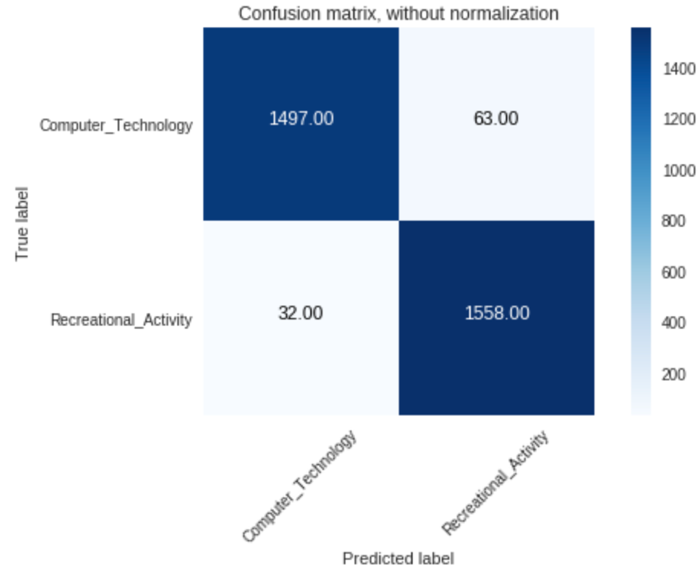 Confusion matrix, without normalization
True label
Computer_Technology
1497.00
63.00
Recreational_Activity
32.00
1558.00
Computer_Technology
Recreational_Activity
Predicted label
1400
1200
1000
800
600
400
200